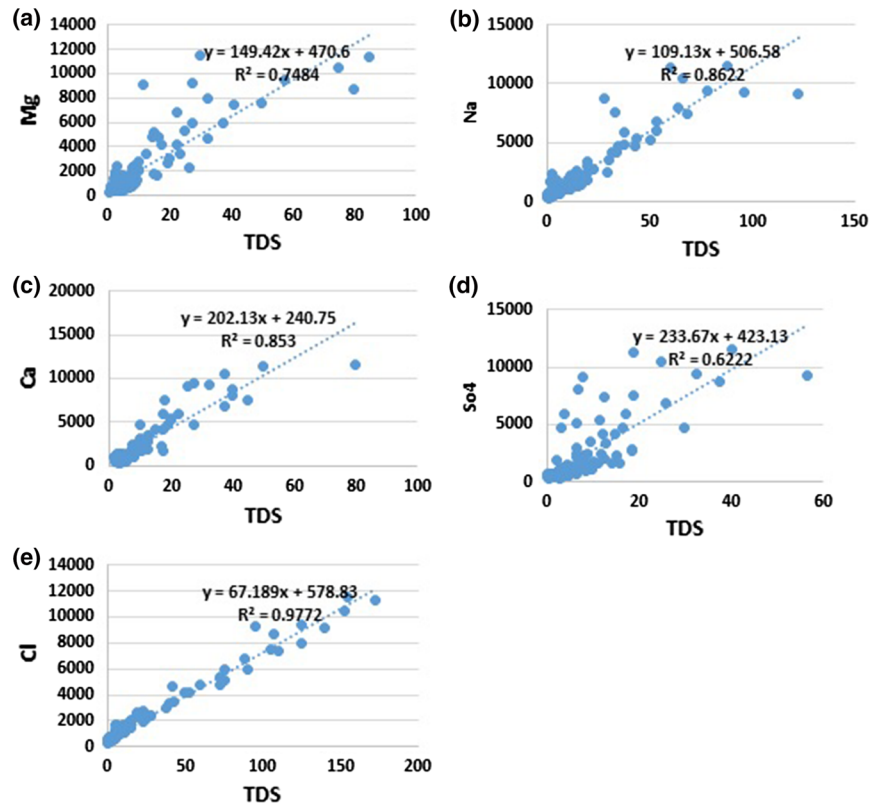 (a)
14000
12000
10000
8000
6000
4000
2000
0
Mg
y = 149.42x + 470.6
R² = 0.7484
0 20 40 60 80 100
TDS
(b)
15000
10000
5000
0
Na
y = 109.13x + 506.58
R² = 0.8622
0 50 100 150
TDS
(c)
20000
15000
10000
5000
0
Ca
y = 202.13x + 240.75
R² = 0.853
0 20 40 60 80 100
TDS
(d)
15000
10000
5000
0
So4
y = 233.67x + 423.13
R² = 0.6222
0 20 40 60
TDS
(e)
14000
12000
10000
8000
6000
4000
2000
0
Cl
y = 67.189x + 578.83
R² = 0.9772
0 50 100 150 200
TDS